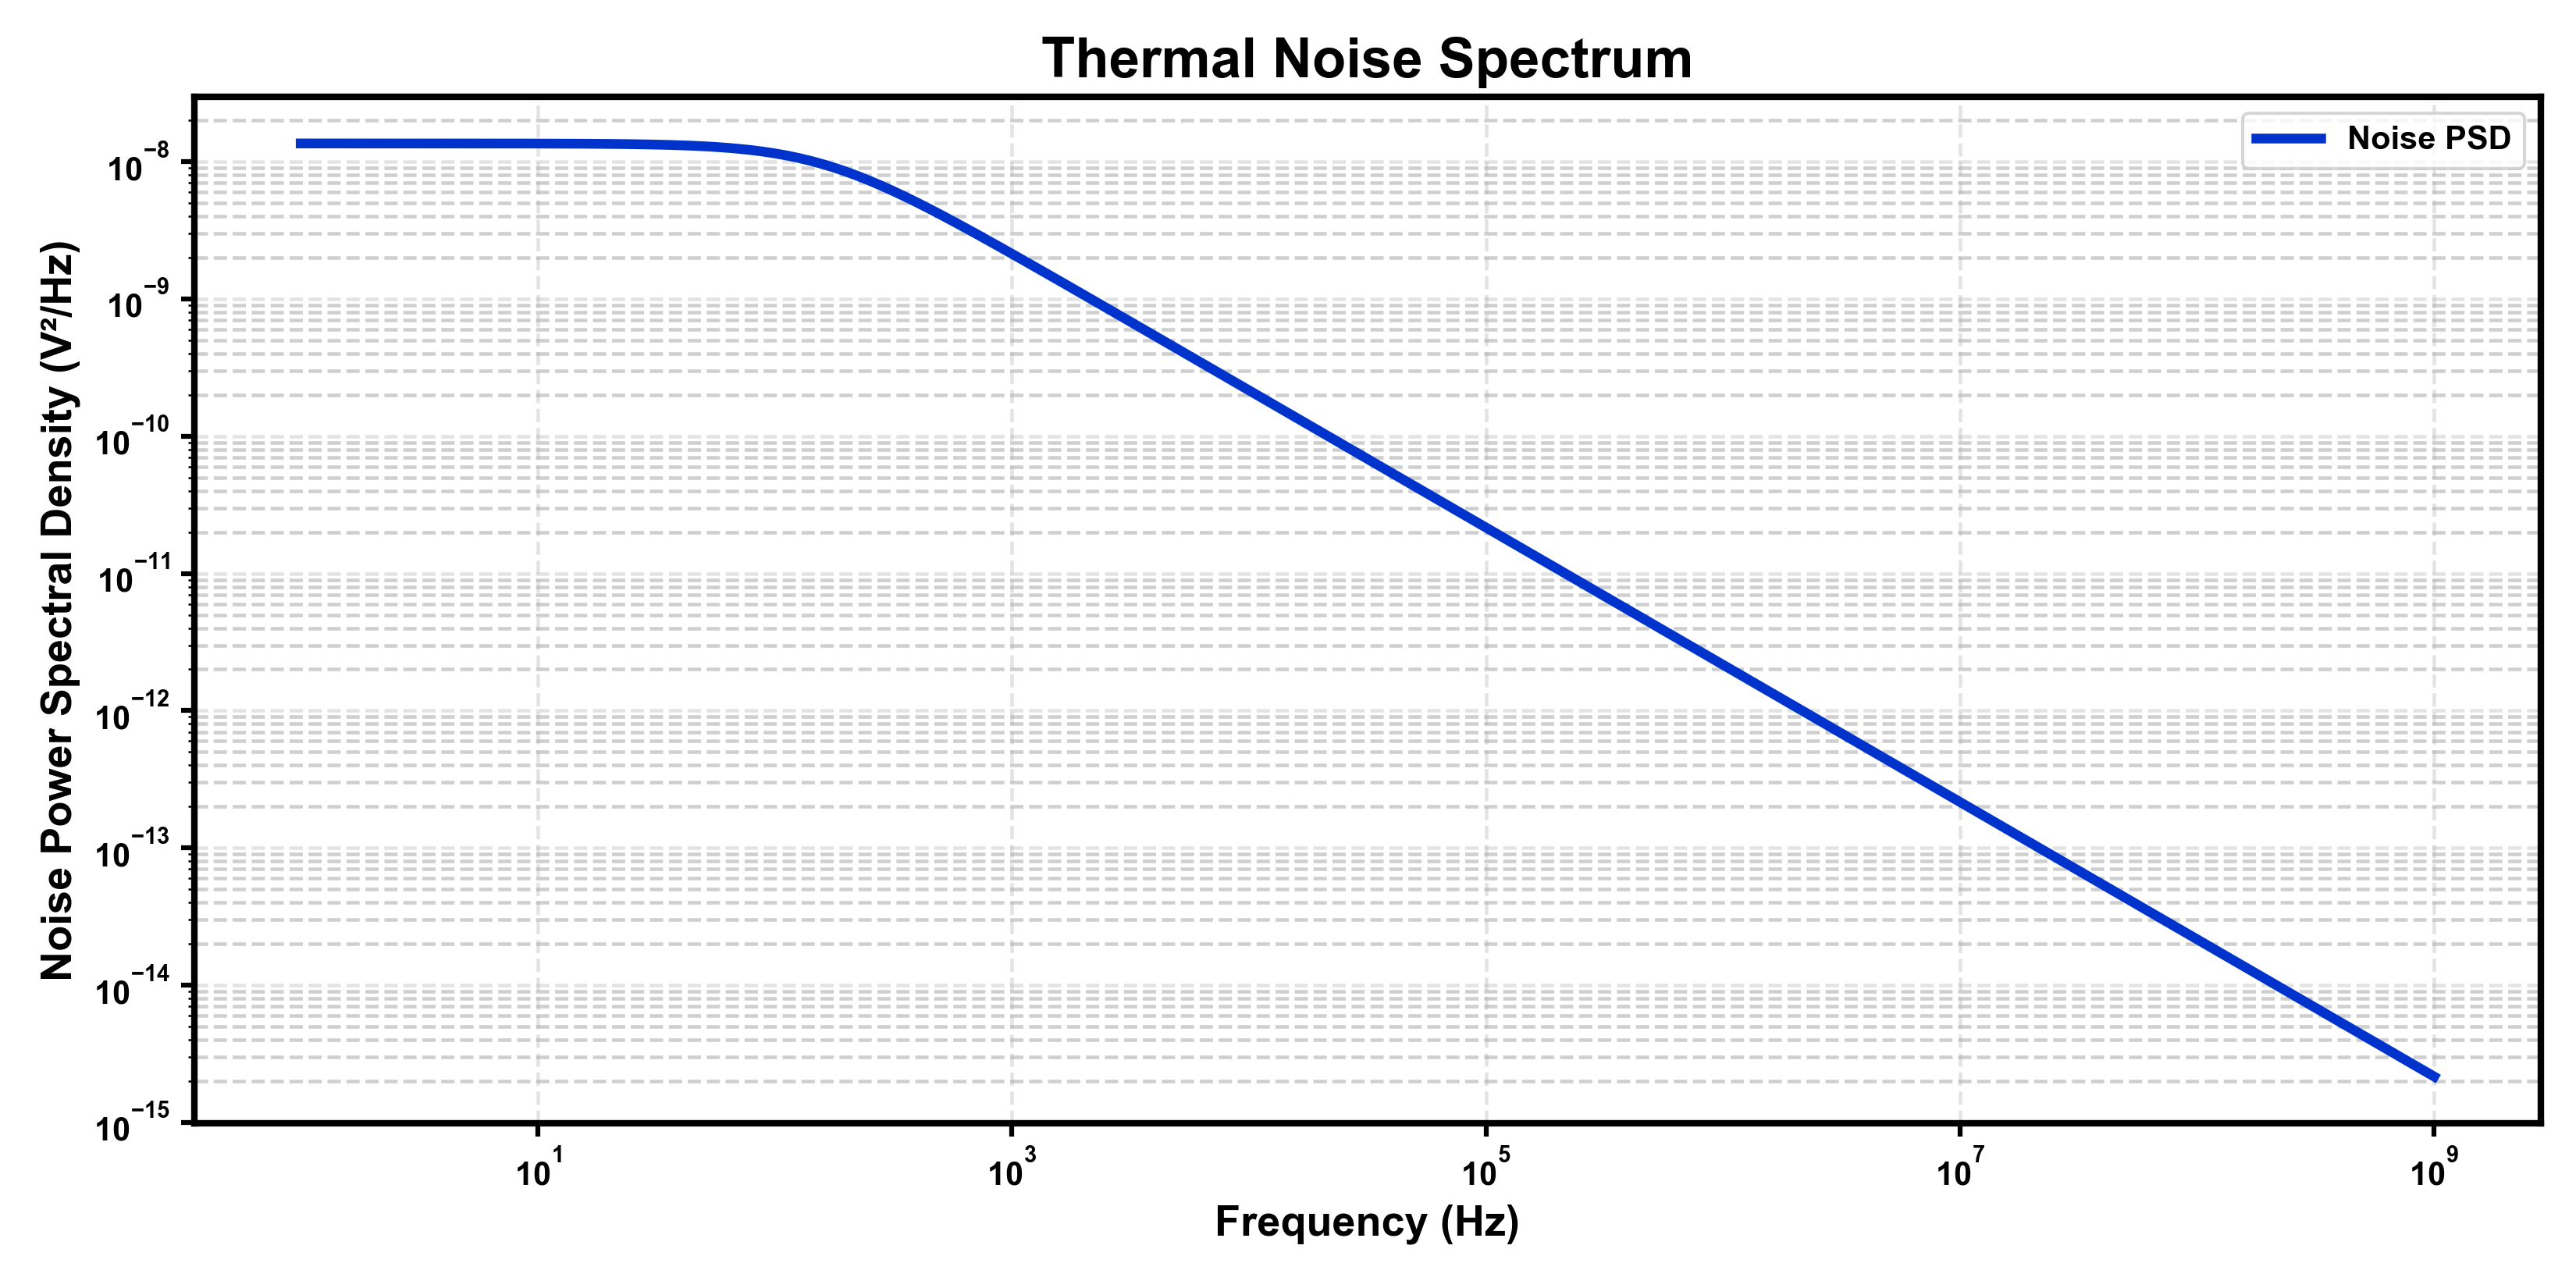 Thermal Noise Spectrum
Noise PSD
Noise Power Spectral Density (V²/Hz)
10⁻⁸
10⁻⁹
10⁻¹⁰
10⁻¹¹
10⁻¹²
10⁻¹³
10⁻¹⁴
10⁻¹⁵
10¹ 10³ 10⁵ 10⁷ 10⁹
Frequency (Hz)